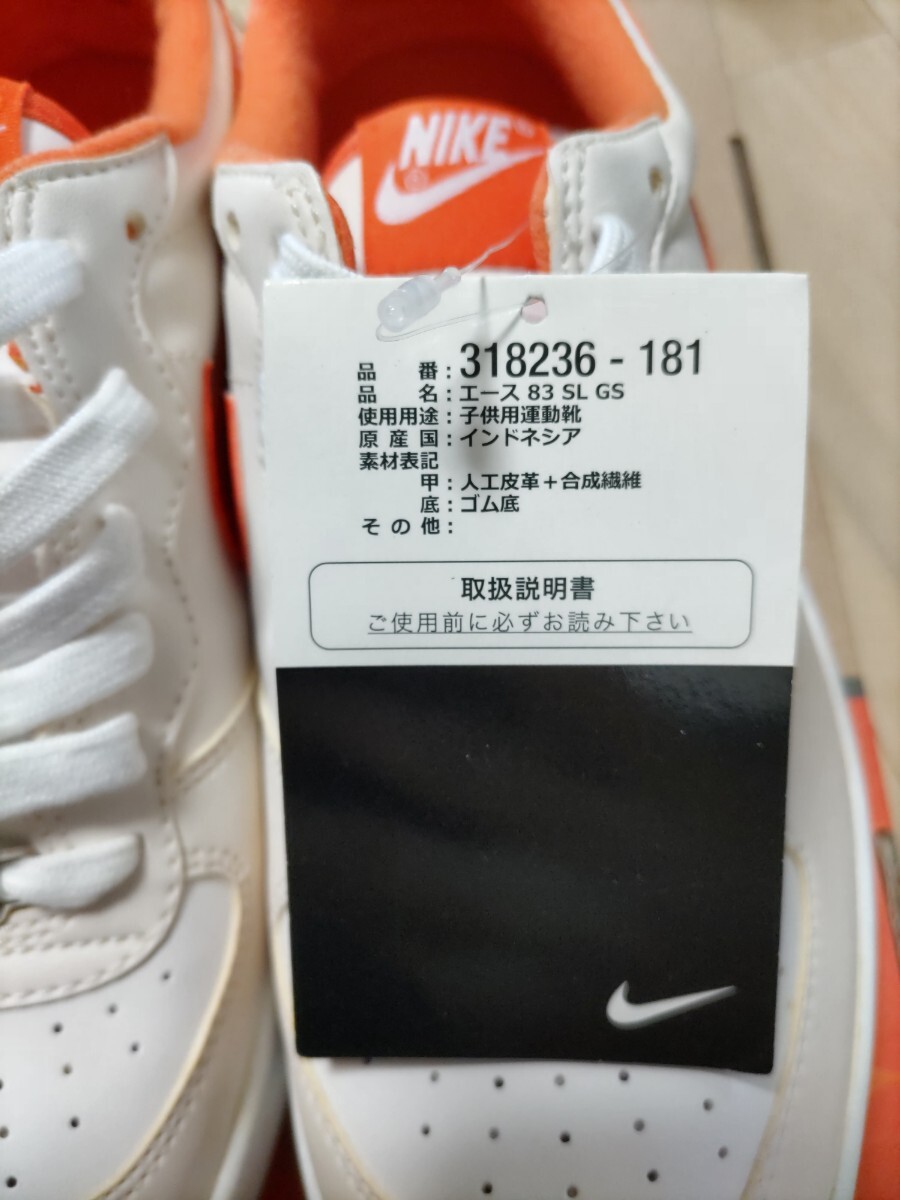 NIKE
品 番：318236 - 181
品 名：エース 83 SL GS
使用用途：子供用運動靴
原 産 国：インドネシア
素材表記
甲：人工皮革＋合成繊維
底：ゴム底
そ の 他：
取扱説明書
ご使用前に必ずお読み下さい